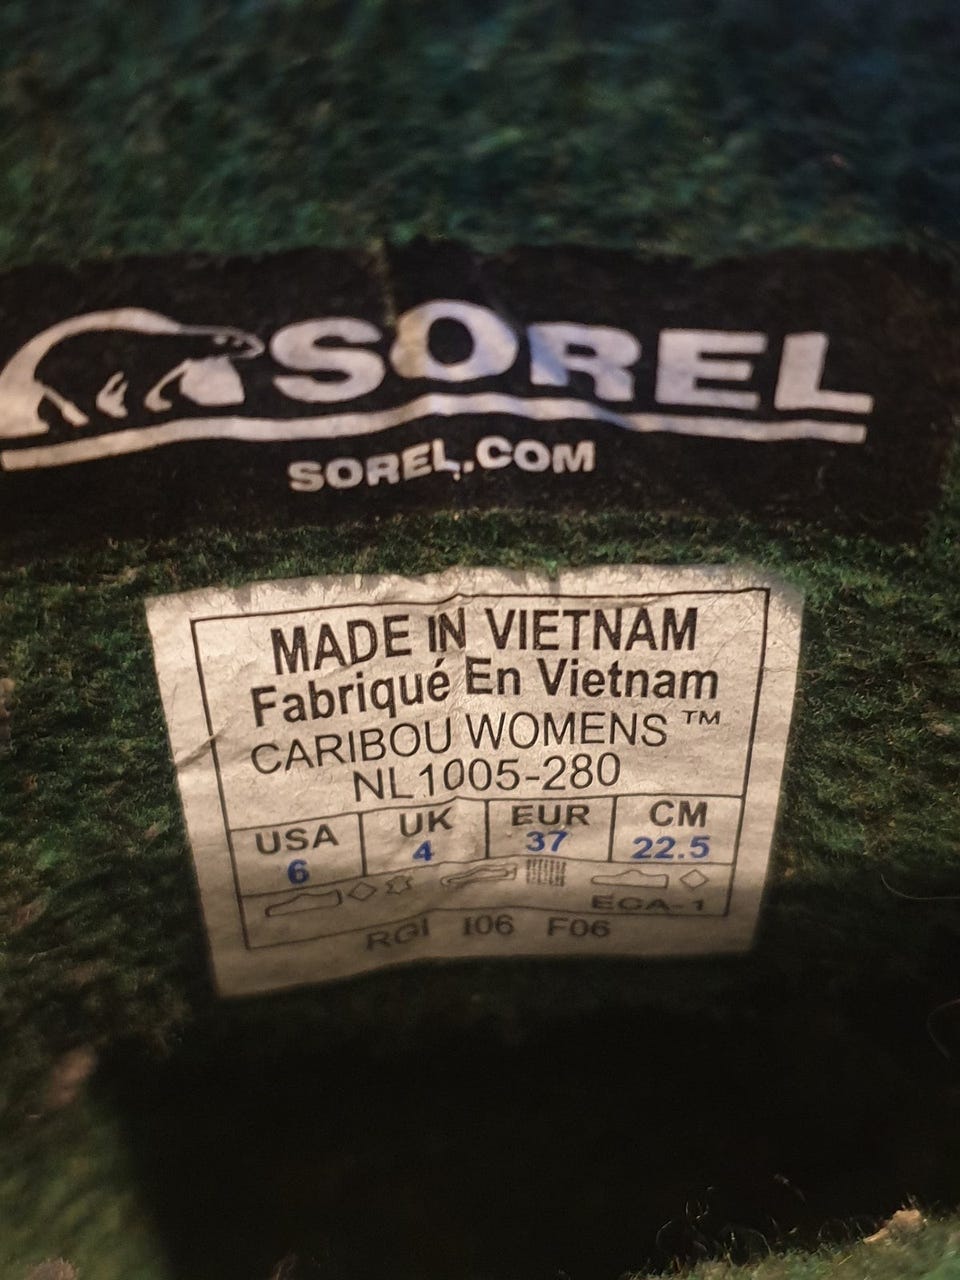 SOREL
SOREL.COM
MADE IN VIETNAM
Fabriqué En Vietnam
CARIBOU WOMENS ™
NL1005-280
USA UK EUR CM
6 4 37 22.5
ECA-1
RGI I06 F06